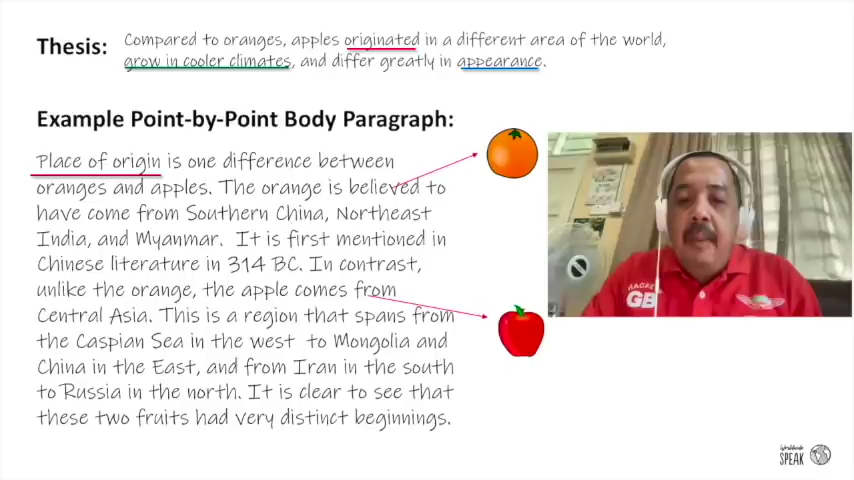 Thesis: Compared to oranges, apples originated in a different area of the world,
grow in cooler climates, and differ greatly in appearance.
Example Point-by-Point Body Paragraph:
Place of origin is one difference between
oranges and apples. The orange is believed to
have come from Southern China, Northeast
India, and Myanmar. It is first mentioned in
Chinese literature in 314 BC. In contrast,
unlike the orange, the apple comes from
Central Asia. This is a region that spans from
the Caspian Sea in the west to Mongolia and
China in the East, and from Iran in the south
to Russia in the north. It is clear to see that
these two fruits had very distinct beginnings.
GB
SPEAK